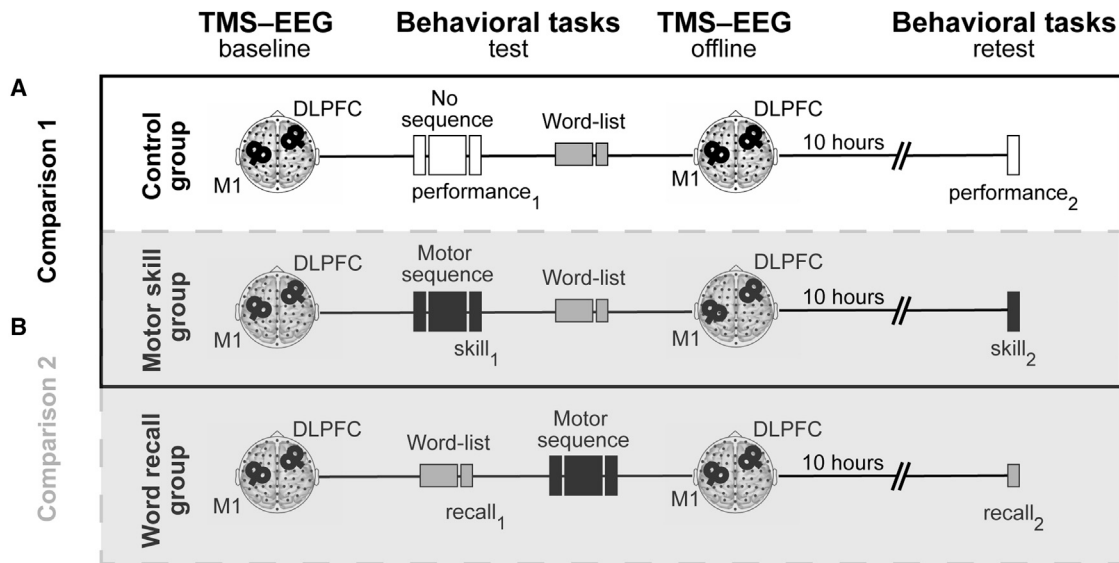 TMS–EEG
baseline
Behavioral tasks
test
TMS–EEG
offline
Behavioral tasks
retest
A
Comparison 1
Control
group
DLPFC
M1
No
sequence
performance1
Word-list
DLPFC
M1
10 hours
performance2
Motor skill
group
DLPFC
M1
Motor
sequence
skill1
Word-list
DLPFC
M1
10 hours
skill2
B
Comparison 2
Word recall
group
DLPFC
M1
Word-list
recall1
Motor
sequence
DLPFC
M1
10 hours
recall2